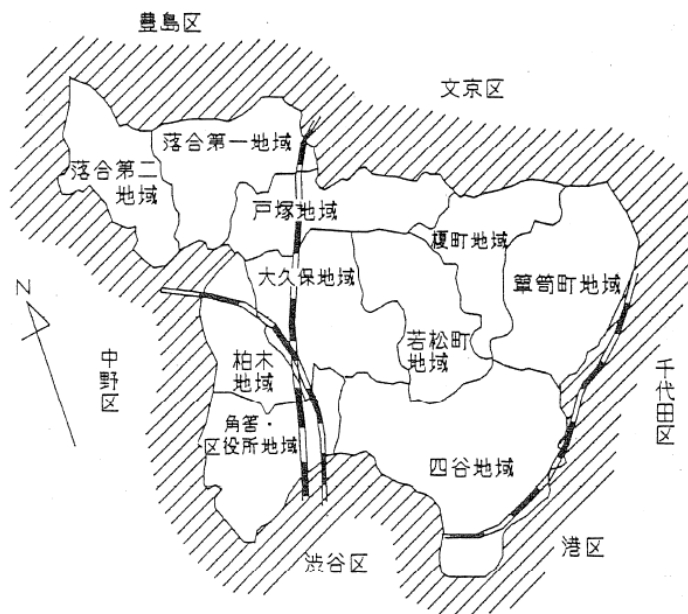 豊島区
文京区
落合第一地域
落合第二
地域
戸塚地域
榎町地域
大久保地域
簞笥町地域
N
若松町
地域
中野区
柏木
地域
千代田区
角筈・
区役所地域
四谷地域
港区
渋谷区